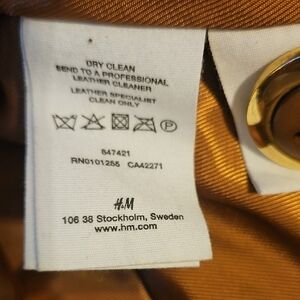 DRY CLEAN
SEND TO A PROFESSIONAL
LEATHER CLEANER
LEATHER SPECIALIST
CLEAN ONLY
P
847421
RN0101255 CA42271
H&M
106 38 Stockholm, Sweden
www.hm.com